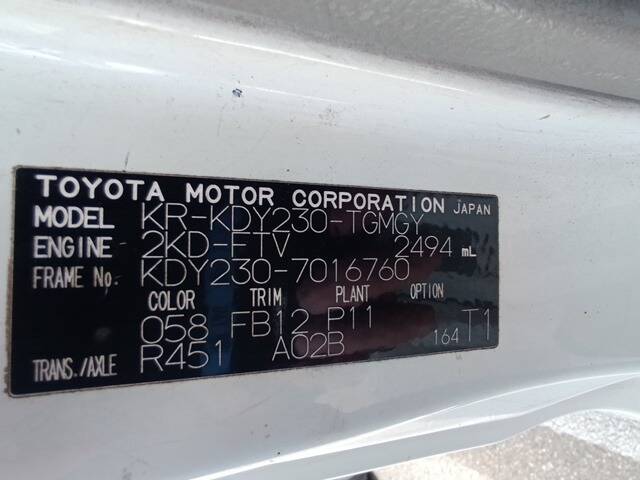 TOYOTA MOTOR CORPORATION JAPAN
MODEL KR-KDY230-TGMGY
ENGINE 2KD-FTV 2494 mL
FRAME No. KDY230-7016760
COLOR TRIM PLANT OPTION
058 FB12 P11
TRANS./AXLE R451 A02B 164 T1